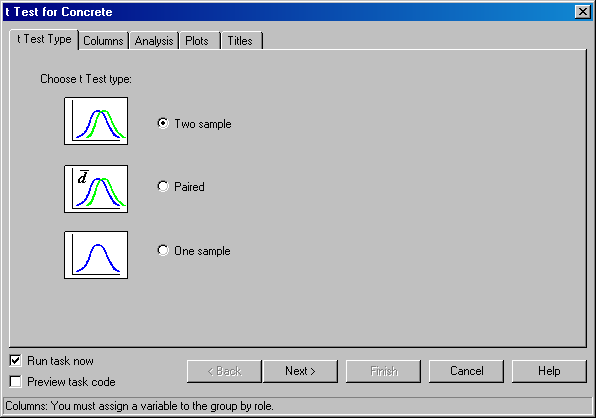 t Test for Concrete
t Test Type Columns Analysis Plots Titles
Choose t Test type:
Two sample
d
Paired
One sample
Run task now
Preview task code
< Back Next > Finish Cancel Help
Columns: You must assign a variable to the group by role.